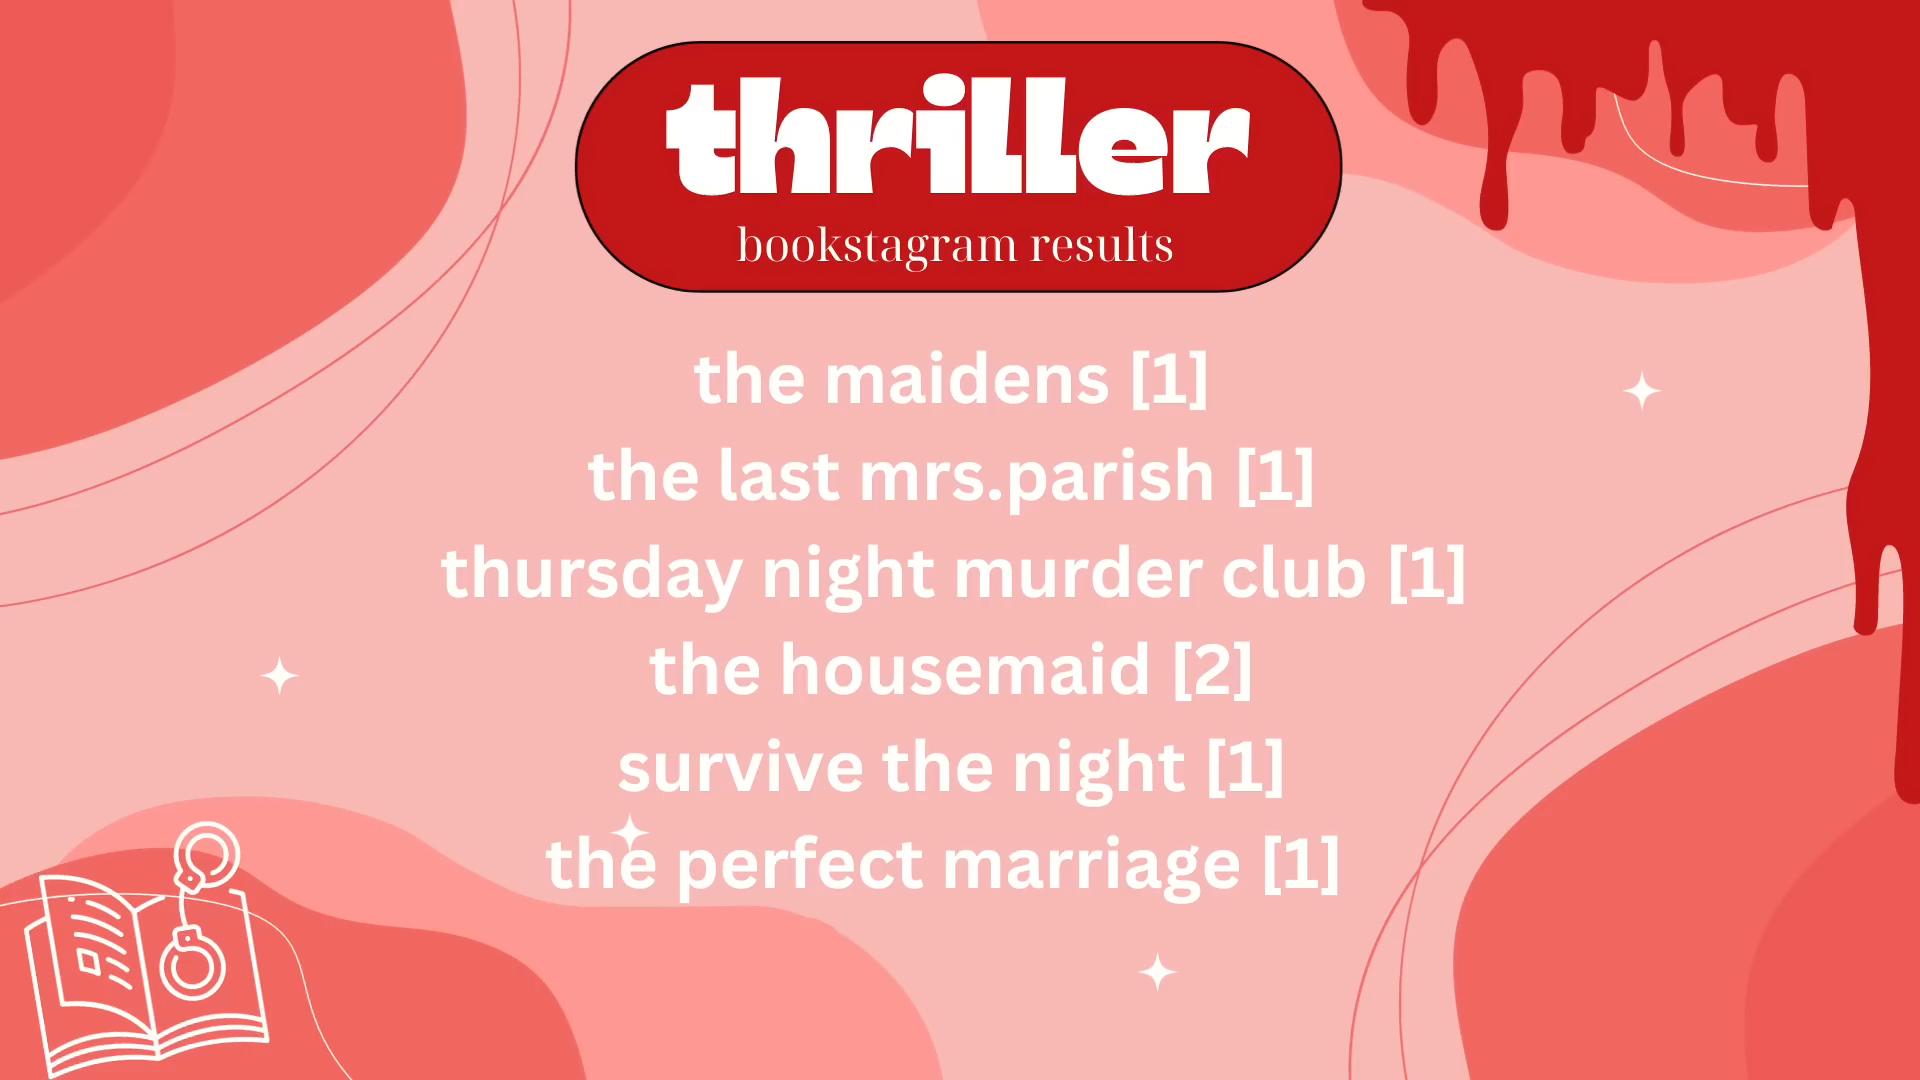 thriller
bookstagram results
the maidens [1]
the last mrs.parish [1]
thursday night murder club [1]
the housemaid [2]
survive the night [1]
the perfect marriage [1]